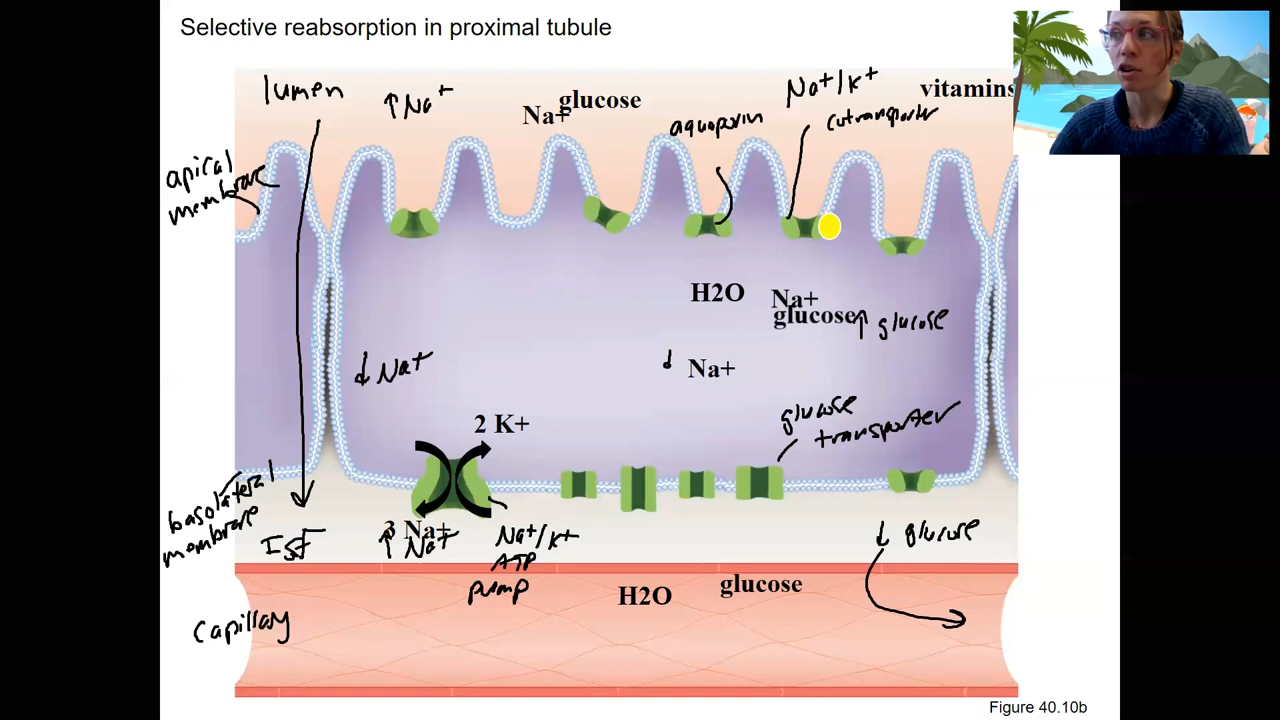 Selective reabsorption in proximal tubule
lumen
↑ Na+
Na+
glucose
aquaporin
Na+/K+
cotransporter
vitamins
apical
membrane
H2O
Na+
glucose
↑ glucose
↓ Na+
↓ Na+
2 K+
glucose
transporter
basolateral
membrane
ISF
3 Na+
↑ Na+
Na+/K+
ATP
pump
↓ glucose
H2O
glucose
Capillary
Figure 40.10b